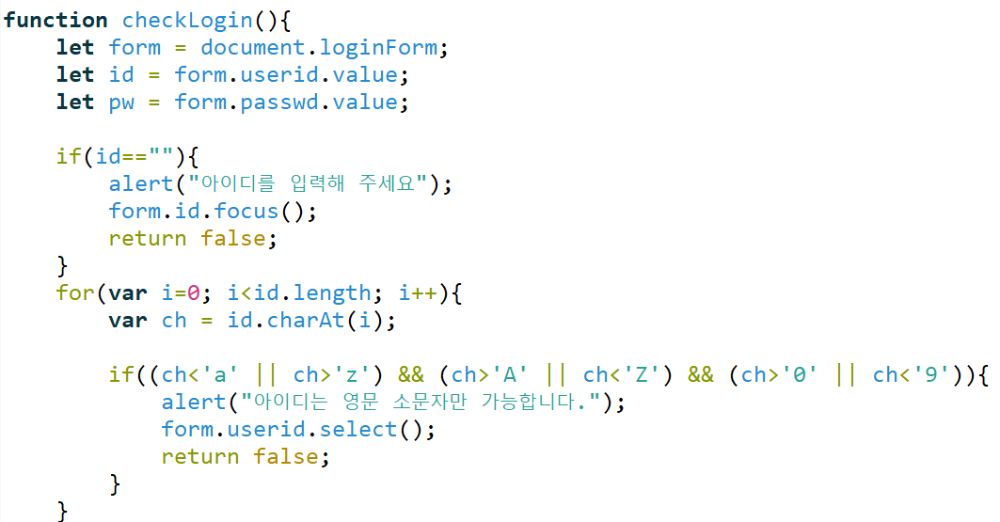 function checkLogin(){
    let form = document.loginForm;
    let id = form.userid.value;
    let pw = form.passwd.value;

    if(id==""){
        alert("아이디를 입력해 주세요");
        form.id.focus();
        return false;
    }
    for(var i=0; i<id.length; i++){
        var ch = id.charAt(i);

        if((ch<'a' || ch>'z') && (ch>'A' || ch<'Z') && (ch>'0' || ch<'9')){
            alert("아이디는 영문 소문자만 가능합니다.");
            form.userid.select();
            return false;
        }
    }